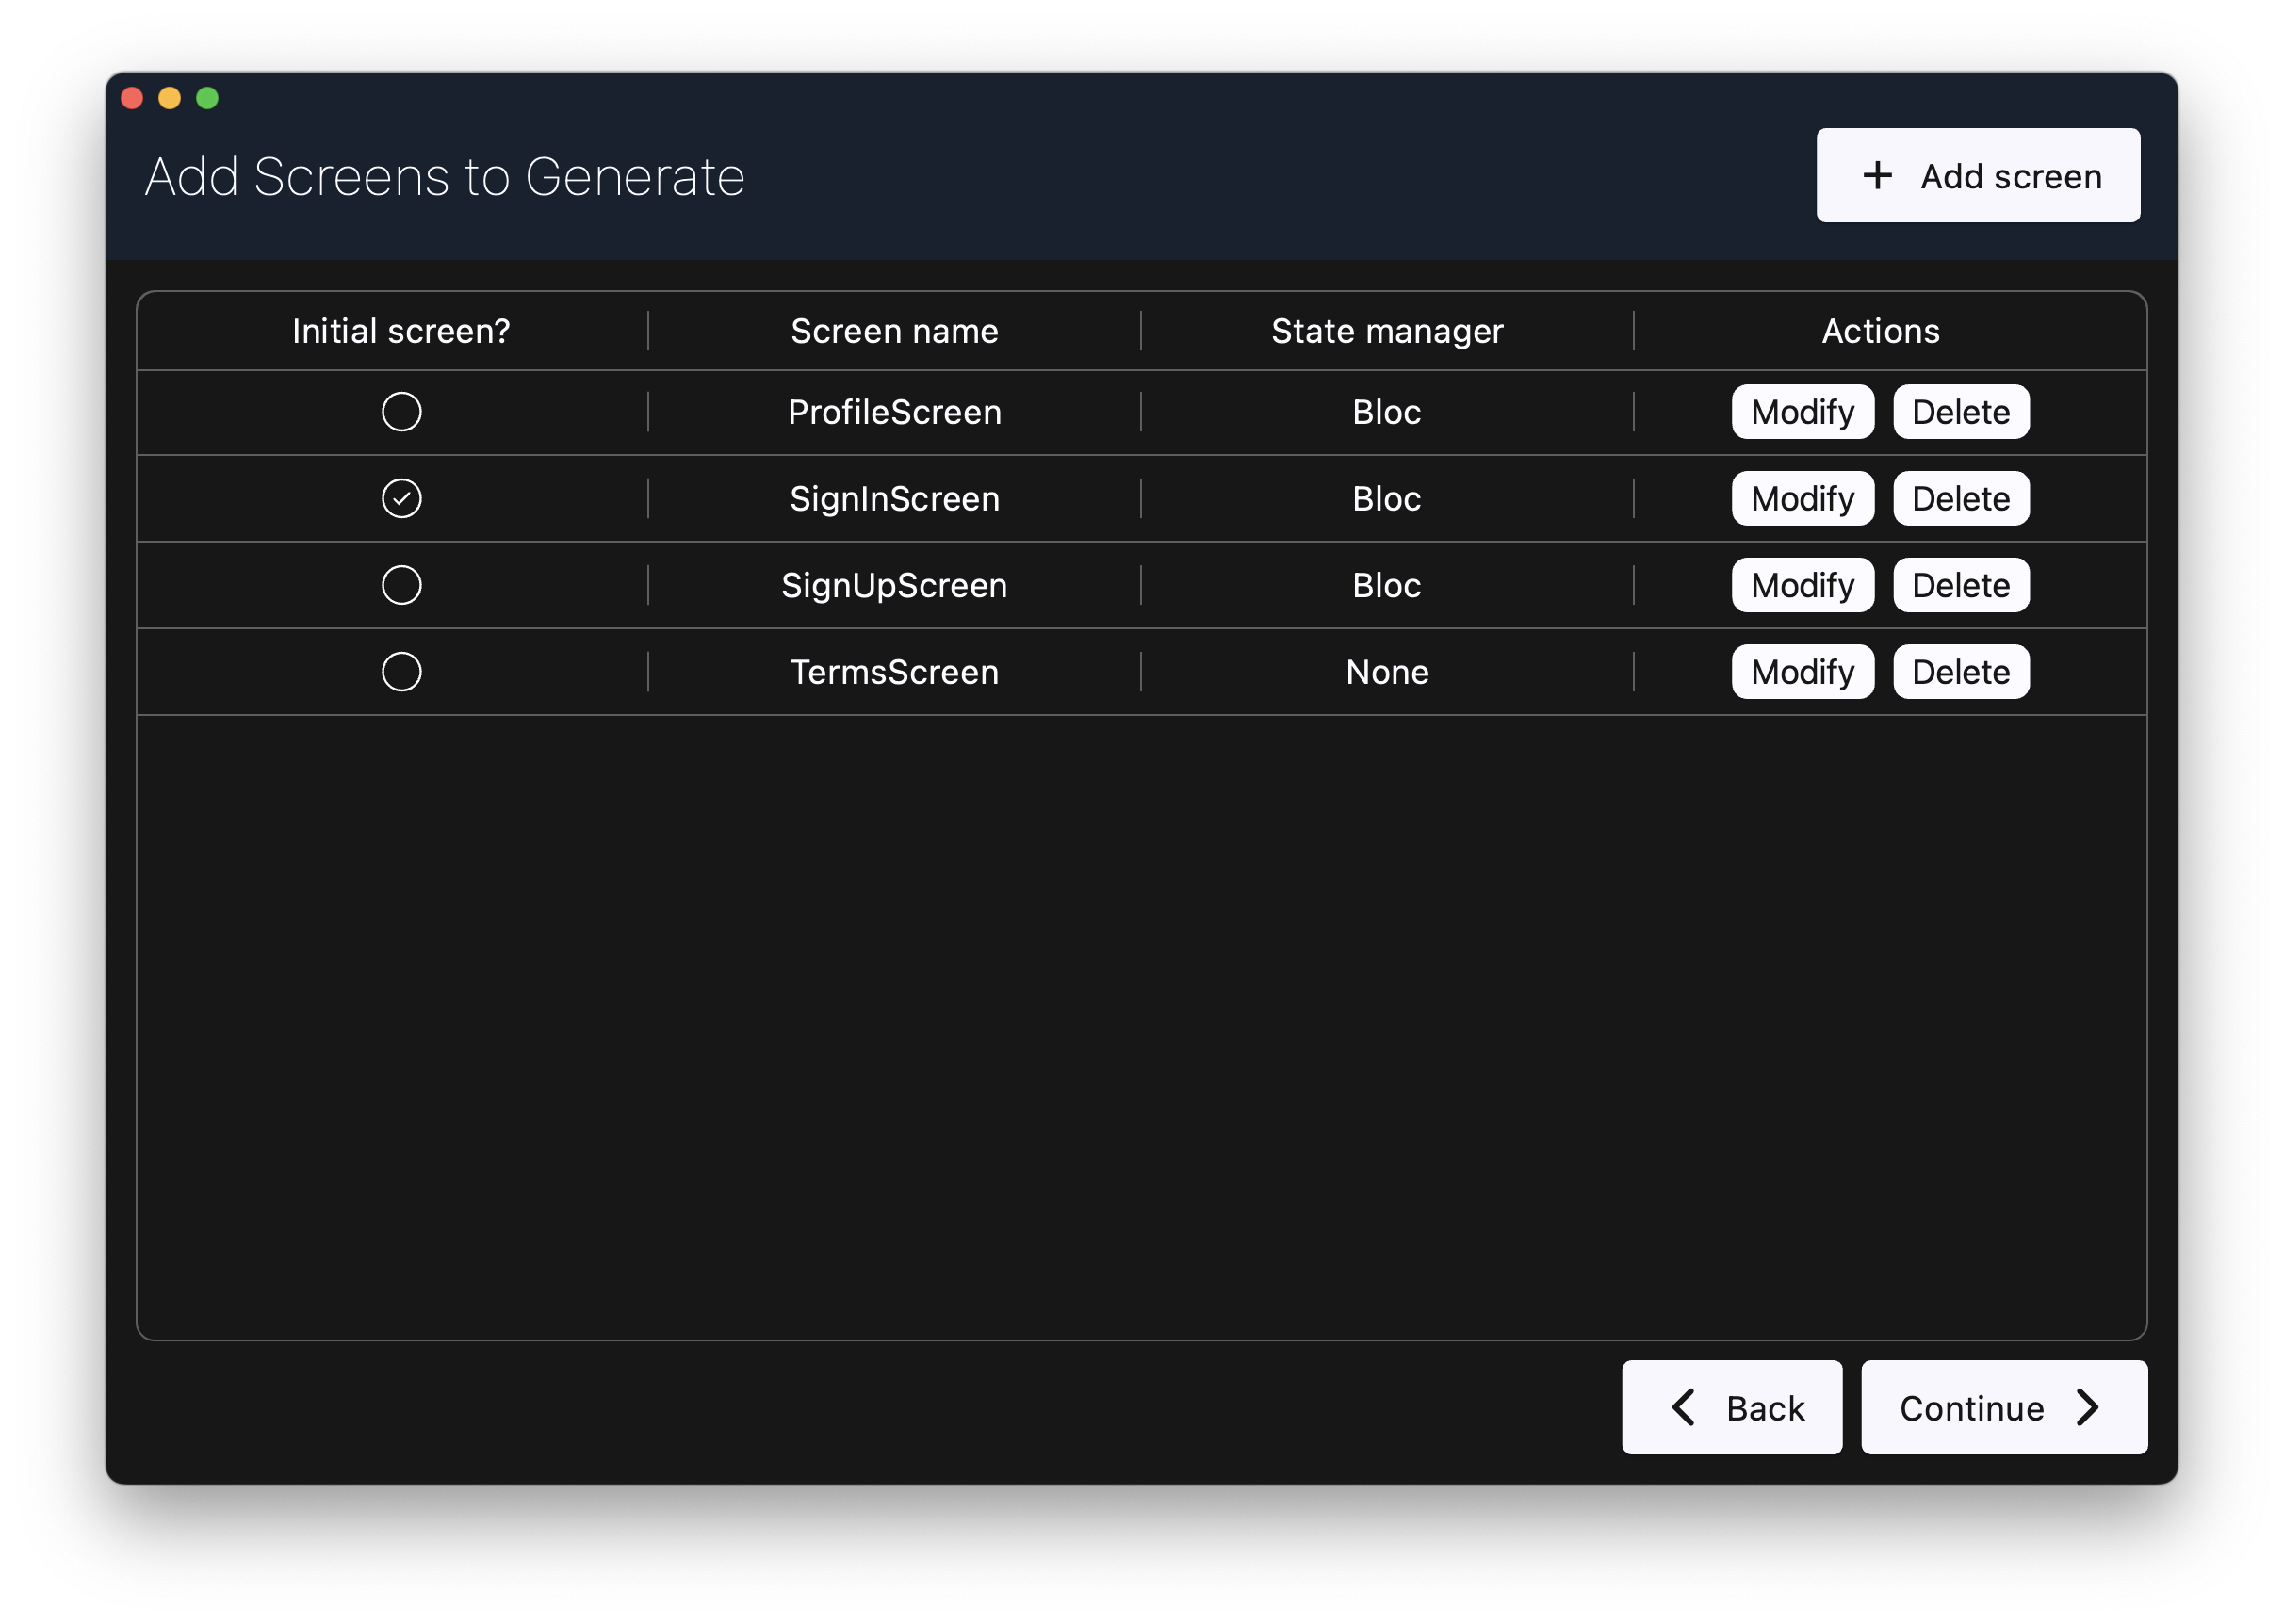 Add Screens to Generate
+ Add screen
Initial screen? Screen name State manager Actions
ProfileScreen Bloc Modify Delete
SignInScreen Bloc Modify Delete
SignUpScreen Bloc Modify Delete
TermsScreen None Modify Delete
Back Continue